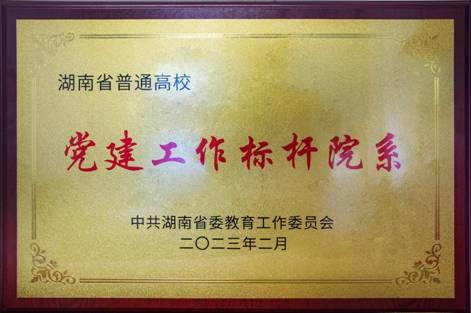 湖南省普通高校
党建工作标杆院系
中共湖南省委教育工作委员会
二〇二三年二月